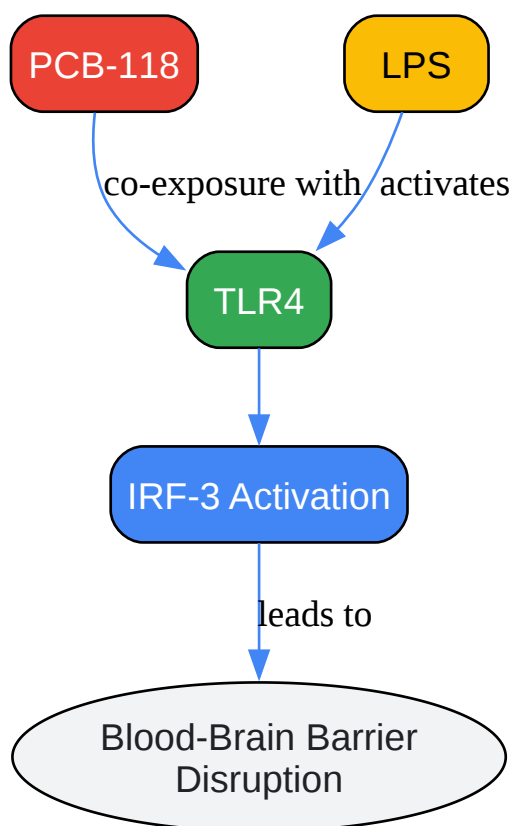 PCB-118
LPS
co-exposure with
activates
TLR4
IRF-3 Activation
leads to
Blood-Brain Barrier
Disruption